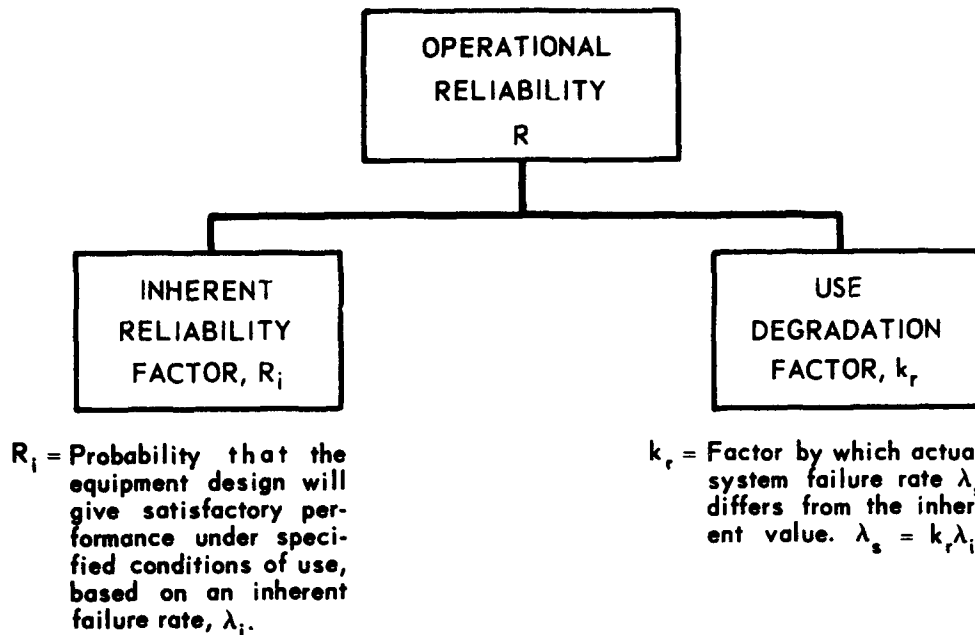 OPERATIONAL
RELIABILITY
R
INHERENT
RELIABILITY
FACTOR, Rᵢ
USE
DEGRADATION
FACTOR, kᵣ
Rᵢ = Probability that the
equipment design will
give satisfactory per-
formance under speci-
fied conditions of use,
based on an inherent
failure rate, λᵢ.
kᵣ = Factor by which actua
system failure rate λ
differs from the inher
ent value. λₛ = kᵣλᵢ